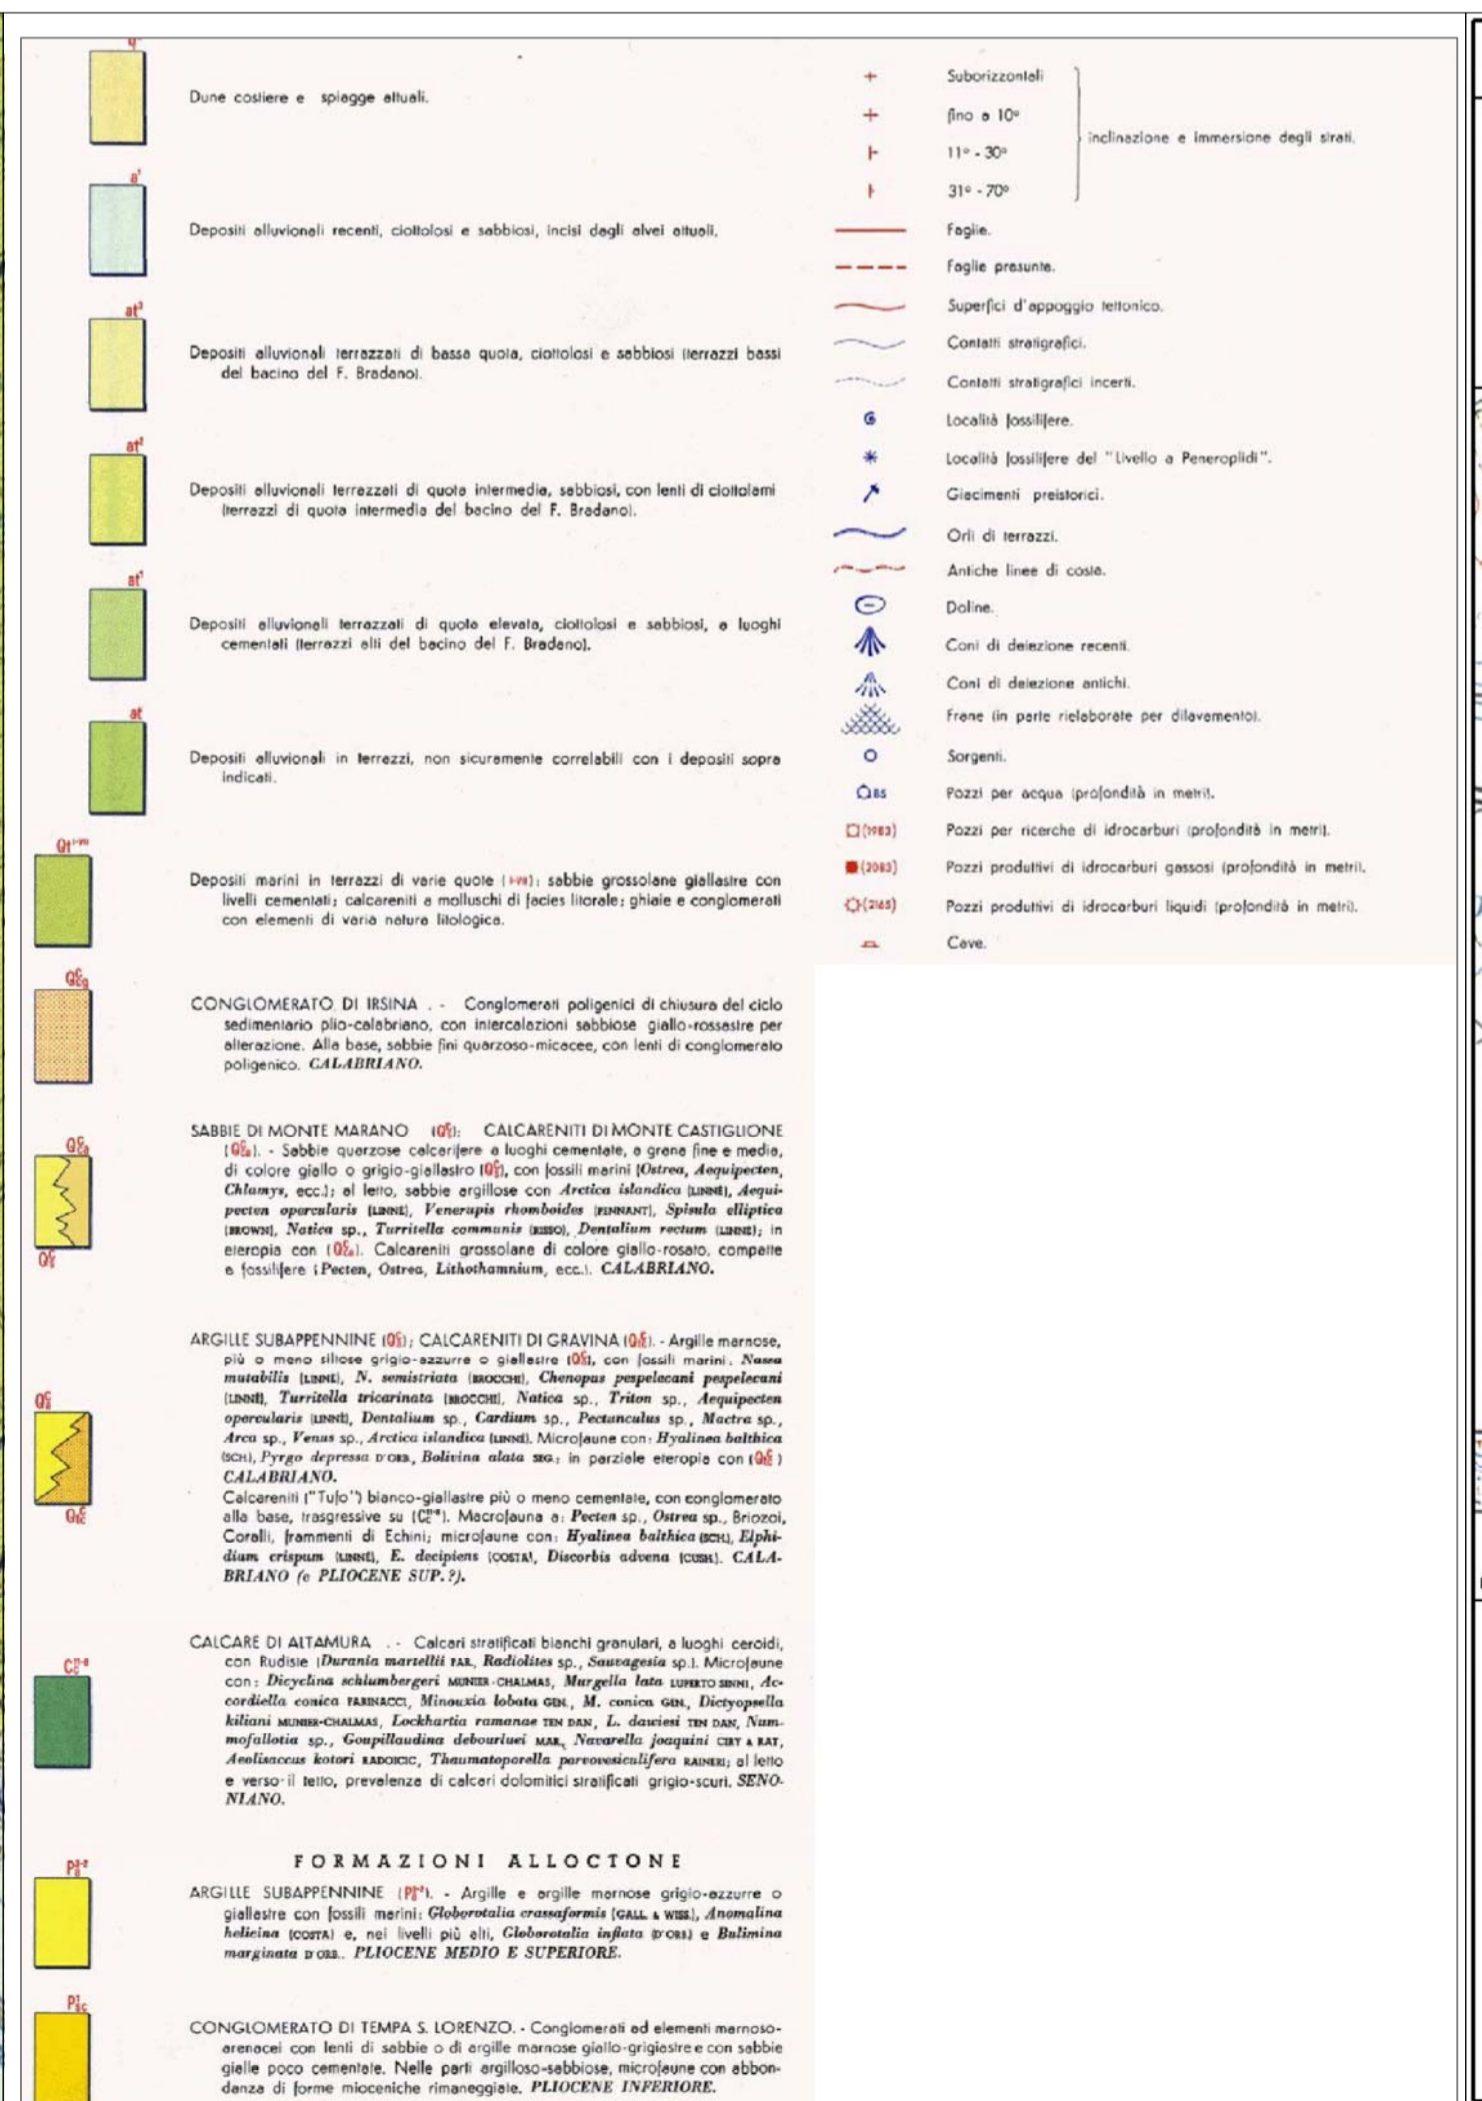 Dune costiere e spiagge attuali.
a¹
Depositi alluvionali recenti, ciottolosi e sabbiosi, incisi dagli alvei attuali.
at³
Depositi alluvionali terrazzati di bassa quota, ciottolosi e sabbiosi (terrazzi bassi
del bacino del F. Bradano).
at²
Depositi alluvionali terrazzati di quota intermedia, sabbiosi, con lenti di ciottolami
(terrazzi di quota intermedia del bacino del F. Bradano).
at¹
Depositi alluvionali terrazzati di quota elevata, ciottolosi e sabbiosi, a luoghi
cementati (terrazzi alti del bacino del F. Bradano).
at
Depositi alluvionali in terrazzi, non sicuramente correlabili con i depositi sopra
indicati.
Depositi marini in terrazzi di varie quote (I-VII): sabbie grossolane giallastre con
livelli cementati; calcareniti a molluschi di facies litorale; ghiaie e conglomerati
con elementi di varia natura litologica.
CONGLOMERATO DI IRSINA . - Conglomerati poligenici di chiusura del ciclo
sedimentario plio-calabriano, con intercalazioni sabbiose giallo-rossastre per
alterazione. Alla base, sabbie fini quarzoso-micacee, con lenti di conglomerato
poligenico. CALABRIANO.
SABBIE DI MONTE MARANO CALCARENITI DI MONTE CASTIGLIONE
- Sabbie quarzose calcarifere a luoghi cementate, a grana fine e media,
di colore giallo o grigio-giallastro con fossili marini (Ostrea, Aequipecten,
Chlamys, ecc.); al letto, sabbie argillose con Arctica islandica (LINNÉ), Aequi-
pecten opercularis (LINNÉ), Venerupis rhomboides (PENNANT), Spisula elliptica
(BROWN), Natica sp., Turritella communis (RISSO), Dentalium rectum (LINNÉ); in
eteropia con Calcareniti grossolane di colore giallo-rosato, compatte
e fossilifere (Pecten, Ostrea, Lithothamnium, ecc.). CALABRIANO.
ARGILLE SUBAPPENNINE CALCARENITI DI GRAVINA - Argille marnose,
più o meno siltose grigio-azzurre o giallastre con fossili marini: Nassa
mutabilis (LINNÉ), N. semistriata (BROCCHI), Chenopus pespelecani pespelecani
(LINNÉ), Turritella tricarinata (BROCCHI), Natica sp., Triton sp., Aequipecten
opercularis (LINNÉ), Dentalium sp., Cardium sp., Pectunculus sp., Mactra sp.,
Arca sp., Venus sp., Arctica islandica (LINNÉ). Microfaune con: Hyalinea balthica
(SCH.), Pyrgo depressa D'ORB., Bolivina alata SEG.; in parziale eteropia con
CALABRIANO.
Calcareniti ("Tufo") bianco-giallastre più o meno cementate, con conglomerato
alla base, trasgressive su Macrofauna a: Pecten sp., Ostrea sp., Briozoi,
Coralli, frammenti di Echini; microfaune con: Hyalinea balthica (SCH.), Elphi-
dium crispum (LINNÉ), E. decipiens (COSTA), Discorbis advena (CUSH.). CALA-
BRIANO (e PLIOCENE SUP.?).
CALCARE DI ALTAMURA . - Calcari stratificati bianchi granulari, a luoghi ceroidi,
con Rudiste (Durania martellii PAR., Radiolites sp., Sauvagesia sp.). Microfaune
con: Dicyclina schlumbergeri MUNIER-CHALMAS, Murgella lata LUPERTO SINNI, Ac-
cordiella conica FARINACCI, Minouxia lobata GEN., M. conica GEN., Dictyopsella
kiliani MUNIER-CHALMAS, Lockhartia ramanae TEN DAN, L. daviesi TEN DAN, Num-
mofallotia sp., Goupillaudina debourluei MAR., Navarella joaquini CIRY & RAT,
Aeolisaccus kotori RADOICIC, Thaumatoporella parvovesiculifera RAINERI; al letto
e verso il tetto, prevalenza di calcari dolomitici stratificati grigio-scuri. SENO-
NIANO.
FORMAZIONI ALLOCTONE
ARGILLE SUBAPPENNINE - Argille e argille marnose grigio-azzurre o
giallastre con fossili marini: Globorotalia crassaformis (GALL. & WISS.), Anomalina
helicina (COSTA) e, nei livelli più alti, Globorotalia inflata (D'ORB.) e Bulimina
marginata D'ORB.. PLIOCENE MEDIO E SUPERIORE.
CONGLOMERATO DI TEMPA S. LORENZO. - Conglomerati ad elementi marnoso-
arenacei con lenti di sabbie o di argille marnose giallo-grigiastre e con sabbie
gialle poco cementate. Nelle parti argilloso-sabbiose, microfaune con abbon-
danza di forme mioceniche rimaneggiate. PLIOCENE INFERIORE.
Suborizzontali
fino a 10°
11° - 30°
31° - 70°
inclinazione e immersione degli strati.
Faglie.
Faglie presunte.
Superfici d'appoggio tettonico.
Contatti stratigrafici.
Contatti stratigrafici incerti.
Località fossilifere.
Località fossilifere del "Livello a Peneroplidi".
Giacimenti preistorici.
Orli di terrazzi.
Antiche linee di costa.
Doline.
Coni di deiezione recenti.
Coni di deiezione antichi.
Frane (in parte rielaborate per dilavamento).
Sorgenti.
85 Pozzi per acqua (profondità in metri).
(1983) Pozzi per ricerche di idrocarburi (profondità in metri).
(2083) Pozzi produttivi di idrocarburi gassosi (profondità in metri).
(2165) Pozzi produttivi di idrocarburi liquidi (profondità in metri).
Cave.